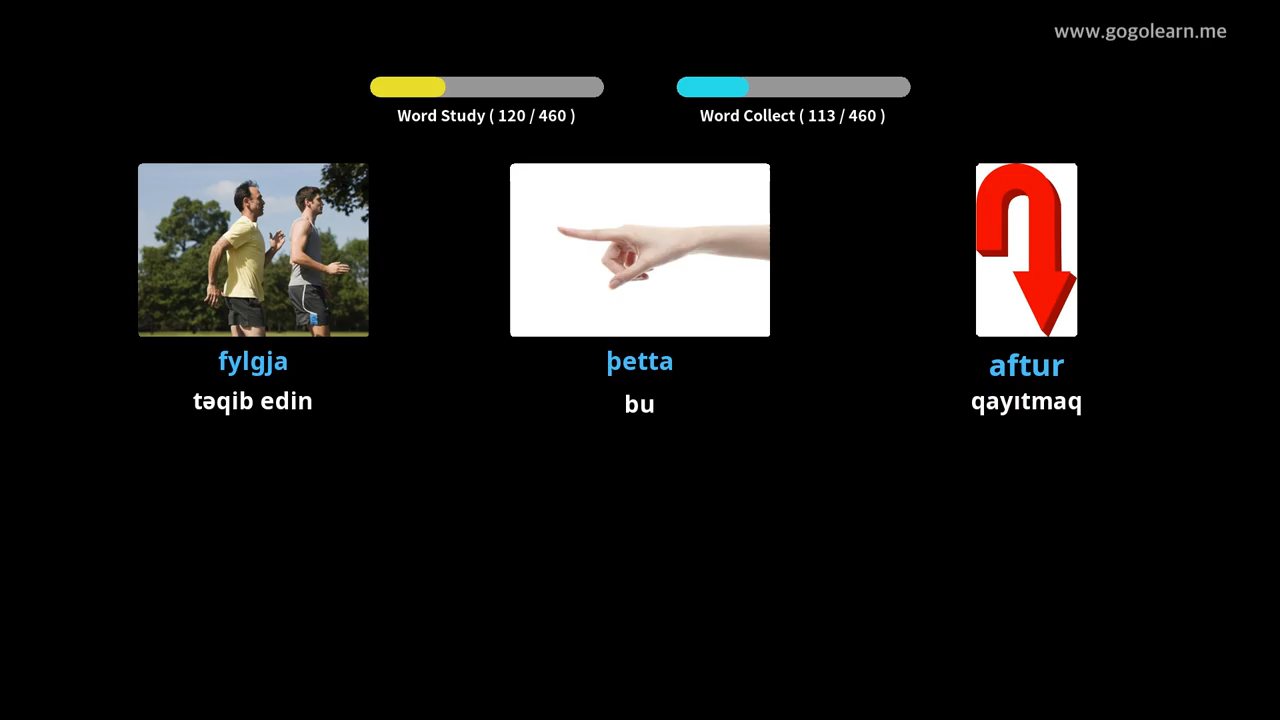 www.gogolearn.me
Word Study ( 120 / 460 )
Word Collect ( 113 / 460 )
fylgja
þetta
aftur
təqib edin
bu
qayıtmaq